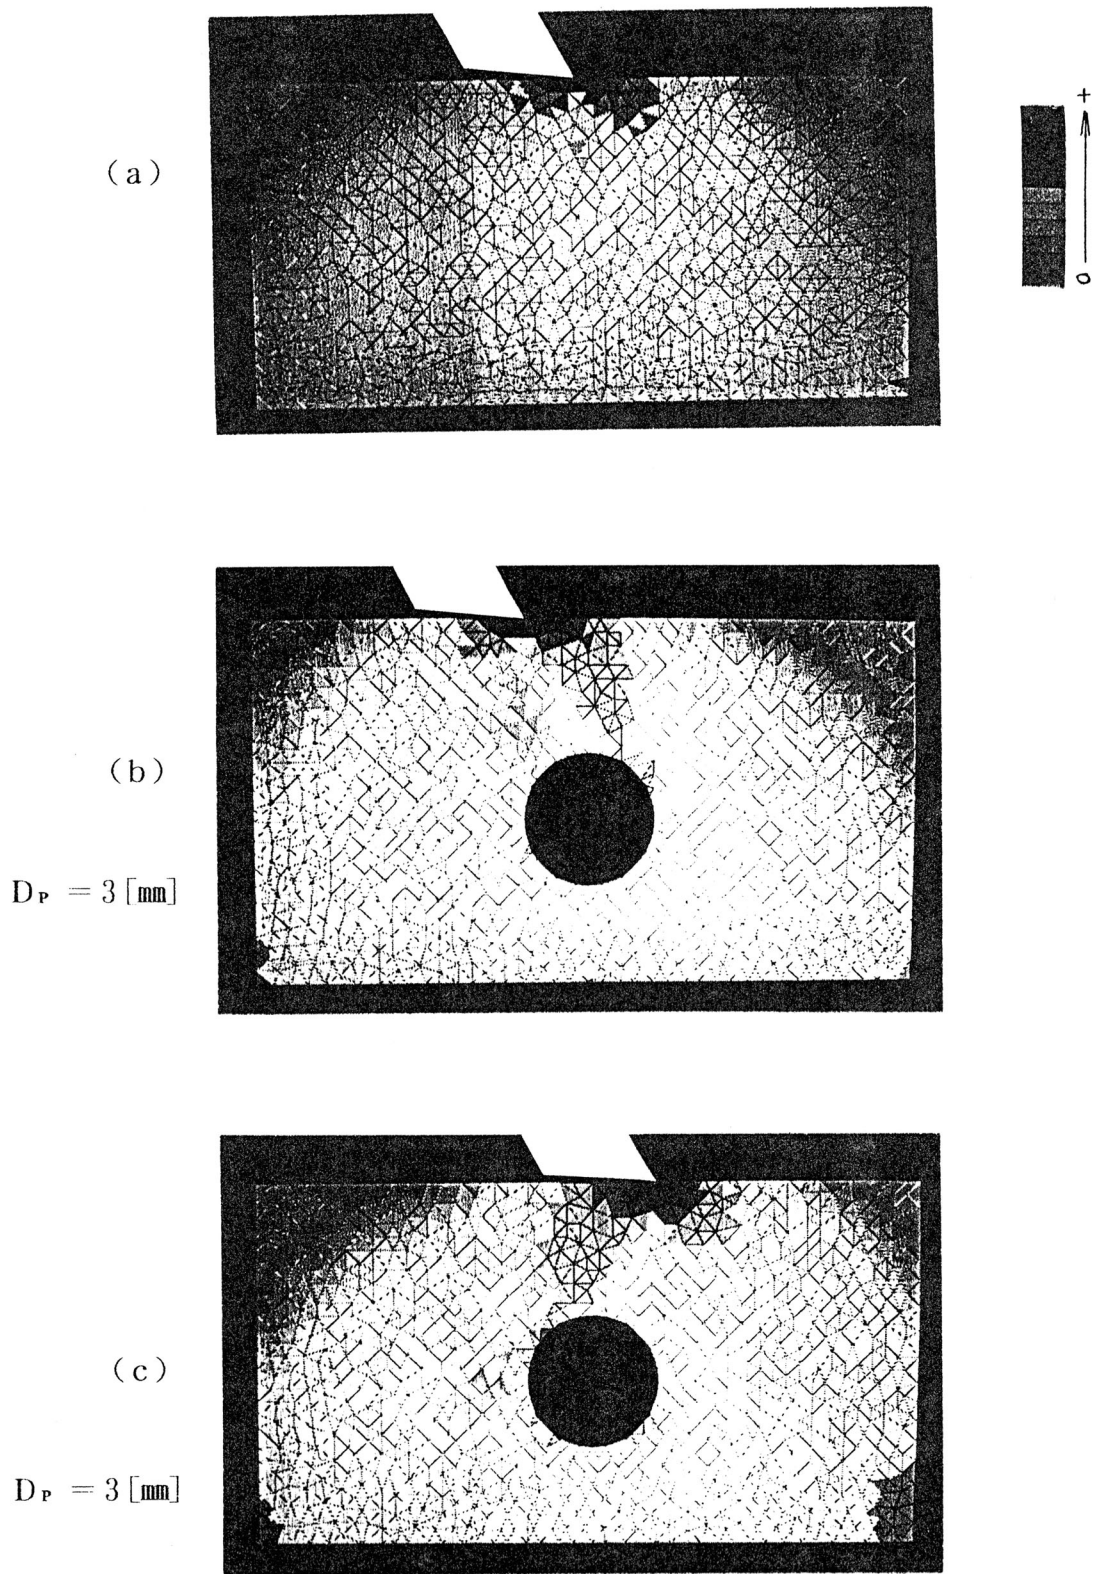 (a)
+
0
(b)
D_P = 3 [mm]
(c)
D_P = 3 [mm]